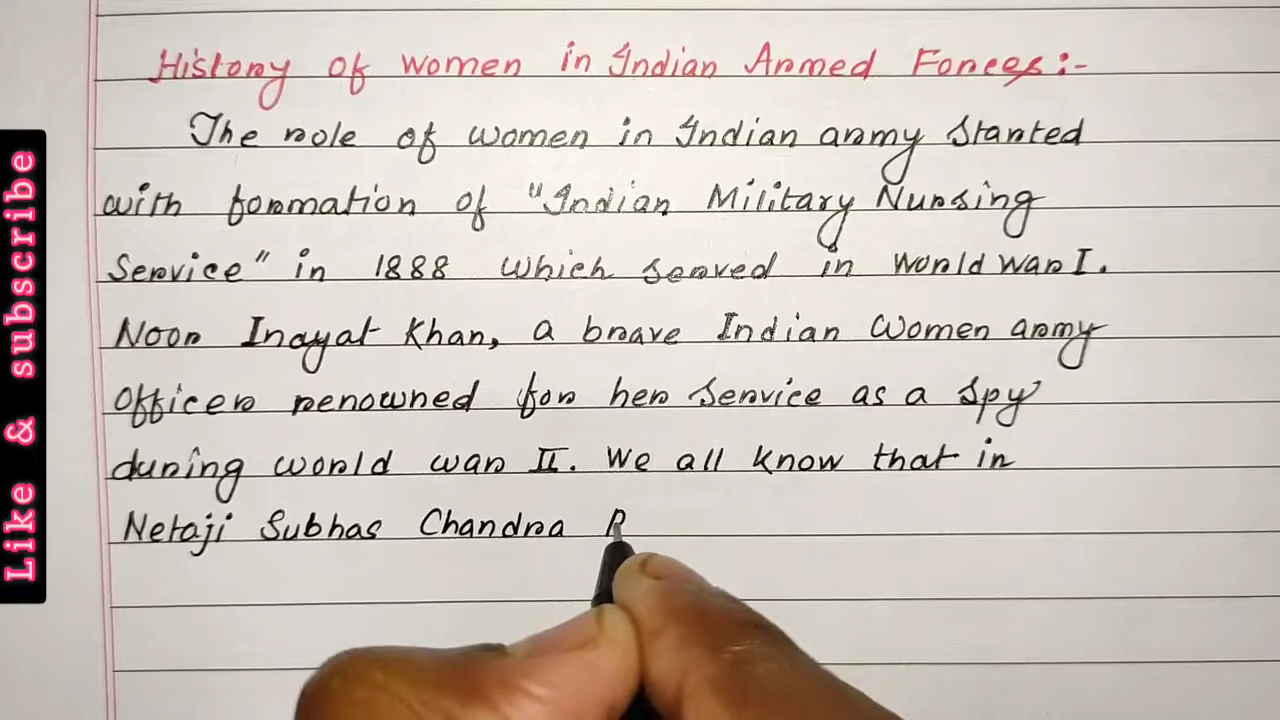 Like & subscribe
History of women in Indian Armed Forces:-
The role of women in Indian army started
with formation of "Indian Military Nursing
Service" in 1888 which served in World War I.
Noor Inayat Khan, a brave Indian Women army
Officer renowned for her service as a spy
during world war II. We all know that in
Netaji Subhas Chandra